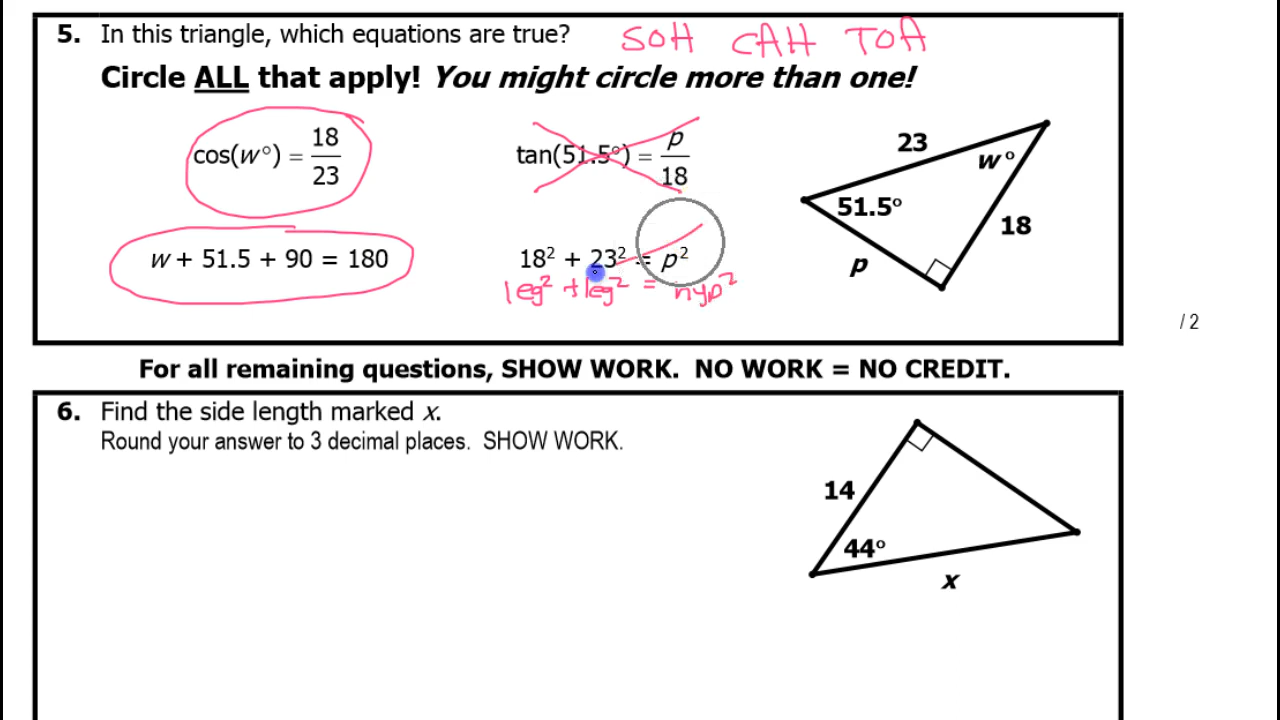 5. In this triangle, which equations are true? SOH CAH TOA
Circle ALL that apply! You might circle more than one!
cos(w°) = 18/23
tan(51.5°) = p/18
w + 51.5 + 90 = 180
18² + 23² = p²
leg² + leg² = hyp²
23
w°
51.5°
18
p
/ 2
For all remaining questions, SHOW WORK. NO WORK = NO CREDIT.
6. Find the side length marked x.
Round your answer to 3 decimal places. SHOW WORK.
14
44°
x